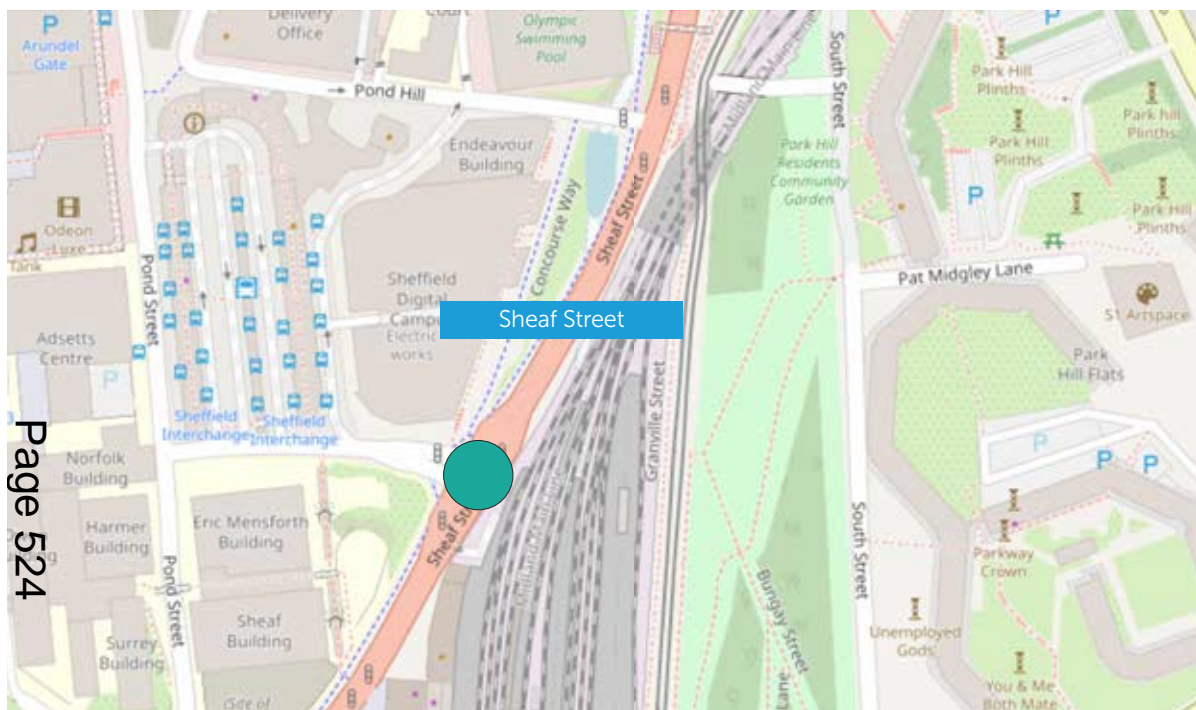 Delivery
Office
Court
Olympic
Swimming
Pool
P
Arundel
Gate
Pond Hill
Endeavour
Building
South Street
Park Hill
Plinths
Park hill
Plinths
Park Hill
Plinths
Park Hill
Plinths
P
P
Midland Main Line
Park Hill
Residents
Community
Garden
Odeon
Luxe
Tank
Pond Street
Concourse Way
Sheaf Street
Sheffield
Digital
Campus
Electric
works
Sheaf Street
Pat Midgley Lane
S1 Artspace
Adsetts
Centre
P
Park
Hill Flats
Granville Street
Sheffield
Interchange
Sheffield
Interchange
Page 524
Norfolk
Building
P
P
P
Harmer
Building
Eric Mensforth
Building
Sheaf Street
Midland Main Line
South Street
Parkway
Crown
Pond Street
Sheaf
Building
Surrey
Building
Bungay Street
Lane
Unemployed
Gods
You & Me
Both Mate
(Site of